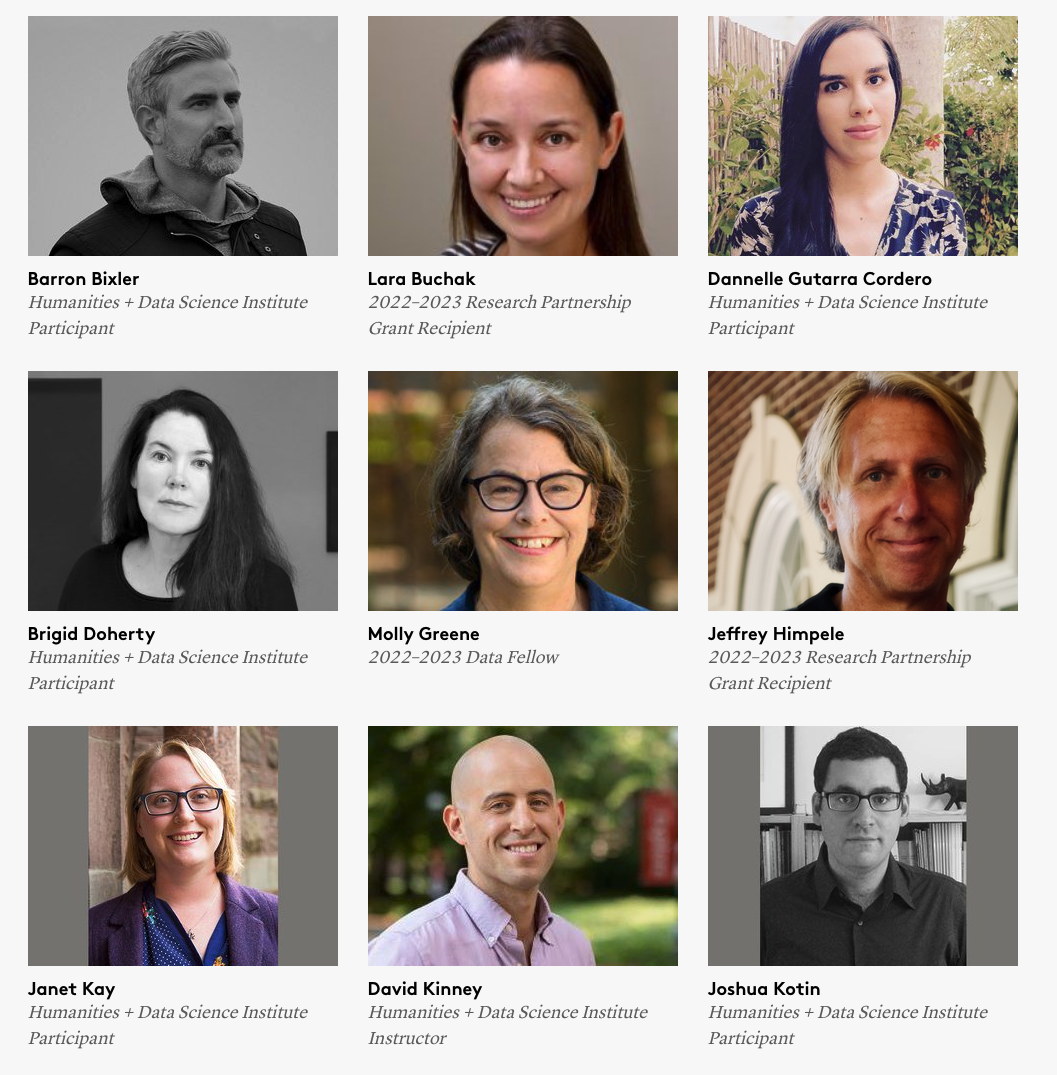 Barron Bixler
Humanities + Data Science Institute
Participant
Lara Buchak
2022–2023 Research Partnership
Grant Recipient
Dannelle Gutarra Cordero
Humanities + Data Science Institute
Participant
Brigid Doherty
Humanities + Data Science Institute
Participant
Molly Greene
2022–2023 Data Fellow
Jeffrey Himpele
2022–2023 Research Partnership
Grant Recipient
Janet Kay
Humanities + Data Science Institute
Participant
David Kinney
Humanities + Data Science Institute
Instructor
Joshua Kotin
Humanities + Data Science Institute
Participant